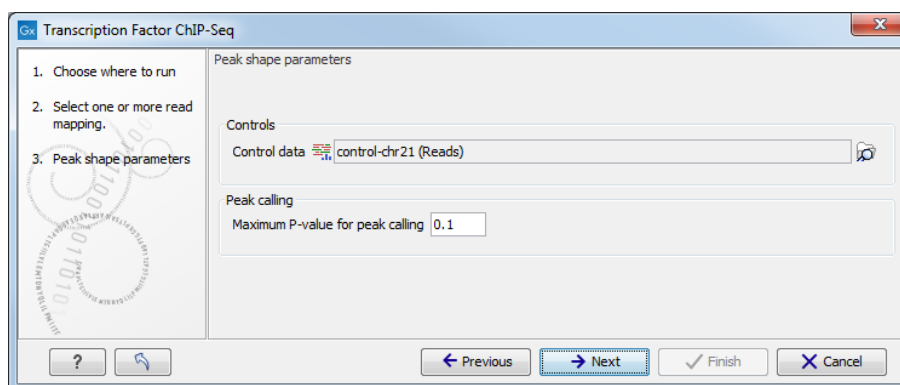 Gx Transcription Factor ChIP-Seq
1. Choose where to run
2. Select one or more read
mapping.
3. Peak shape parameters
Peak shape parameters
Controls
Control data control-chr21 (Reads)
Peak calling
Maximum P-value for peak calling 0.1
? Previous Next Finish Cancel